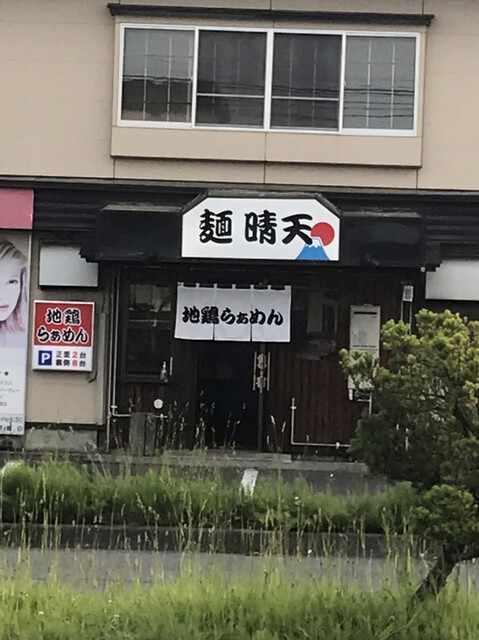 麺 晴天
地鶏らぁめん
地鶏
らぁめん
P 正面2台
裏側8台